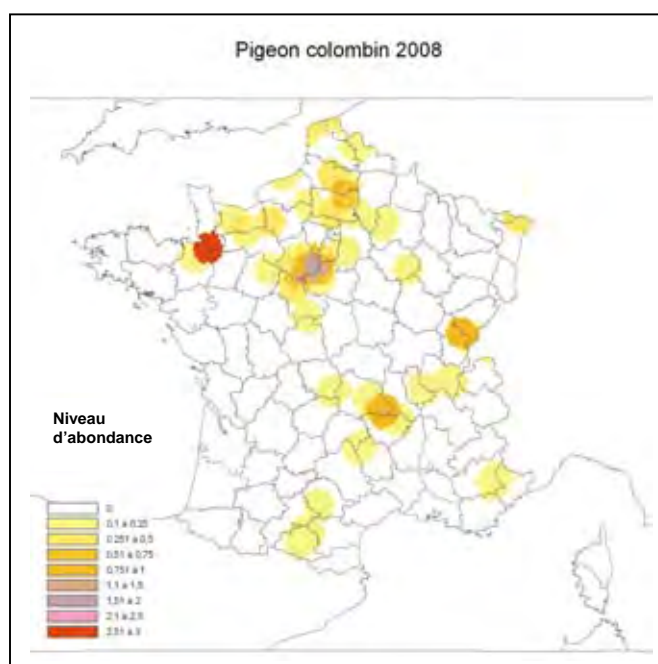 Pigeon colombin 2008
Niveau
d'abondance
0
0,1 à 0,25
0,251 à 0,5
0,51 à 0,75
0,751 à 1
1,1 à 1,5
1,51 à 2
2,1 à 2,5
2,51 à 3